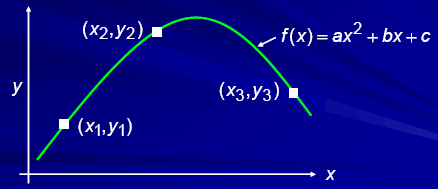 (x₂,y₂)
f(x) = ax² + bx + c
y
(x₃,y₃)
(x₁,y₁)
x